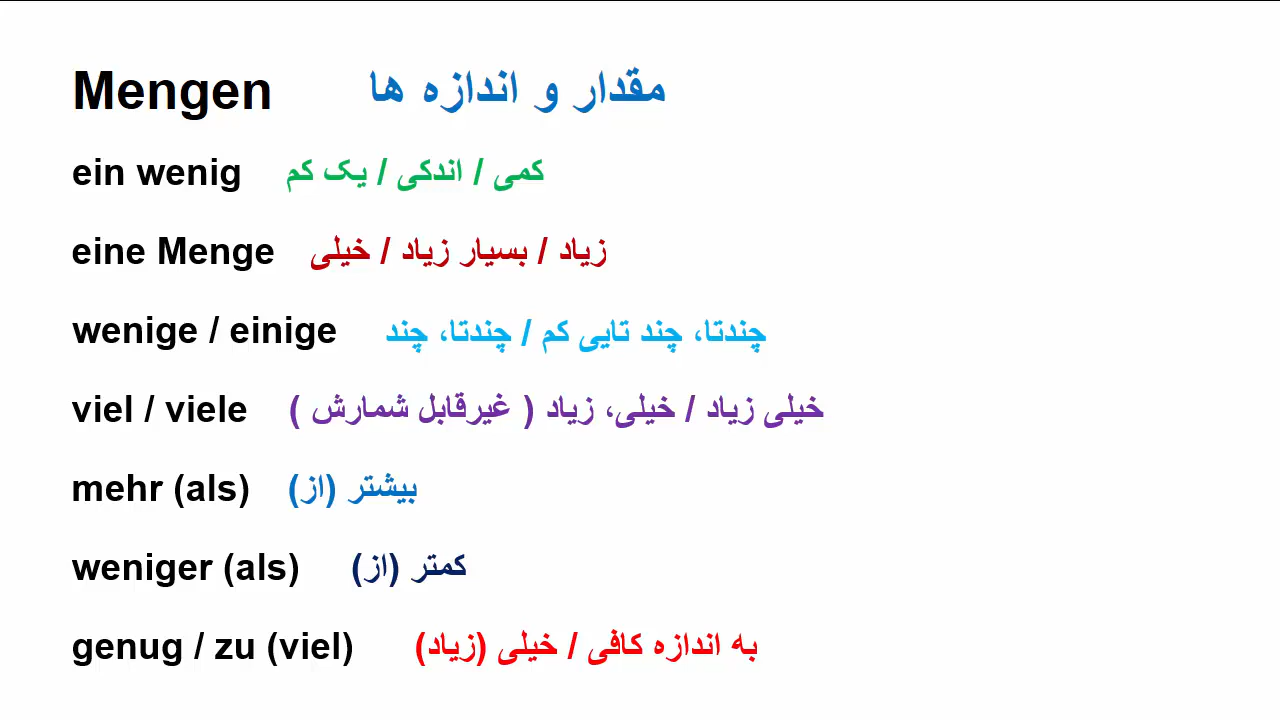 Mengen مقدار و اندازه ها
ein wenig کمی / اندکی / یک کم
eine Menge زیاد / بسیار زیاد / خیلی
wenige / einige چندتا، چند تایی کم / چندتا، چند
viel / viele خیلی زیاد / خیلی، زیاد ( غیرقابل شمارش )
mehr (als) بیشتر (از)
weniger (als) کمتر (از)
genug / zu (viel) به اندازه کافی / خیلی (زیاد)